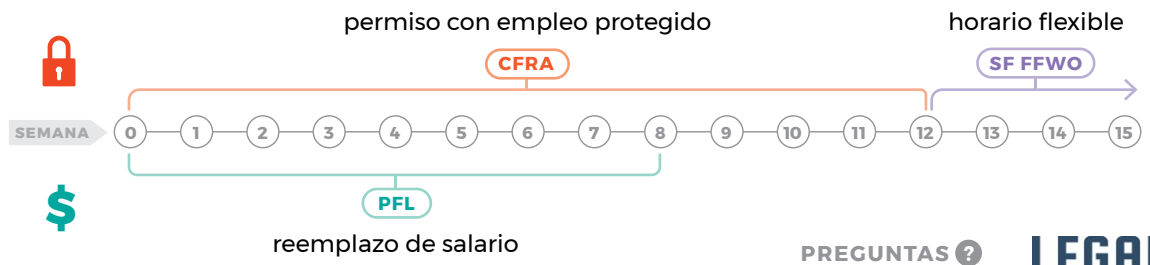 permiso con empleo protegido
horario flexible
CFRA
SF FFWO
SEMANA 0 1 2 3 4 5 6 7 8 9 10 11 12 13 14 15
$
PFL
reemplazo de salario
PREGUNTAS ?